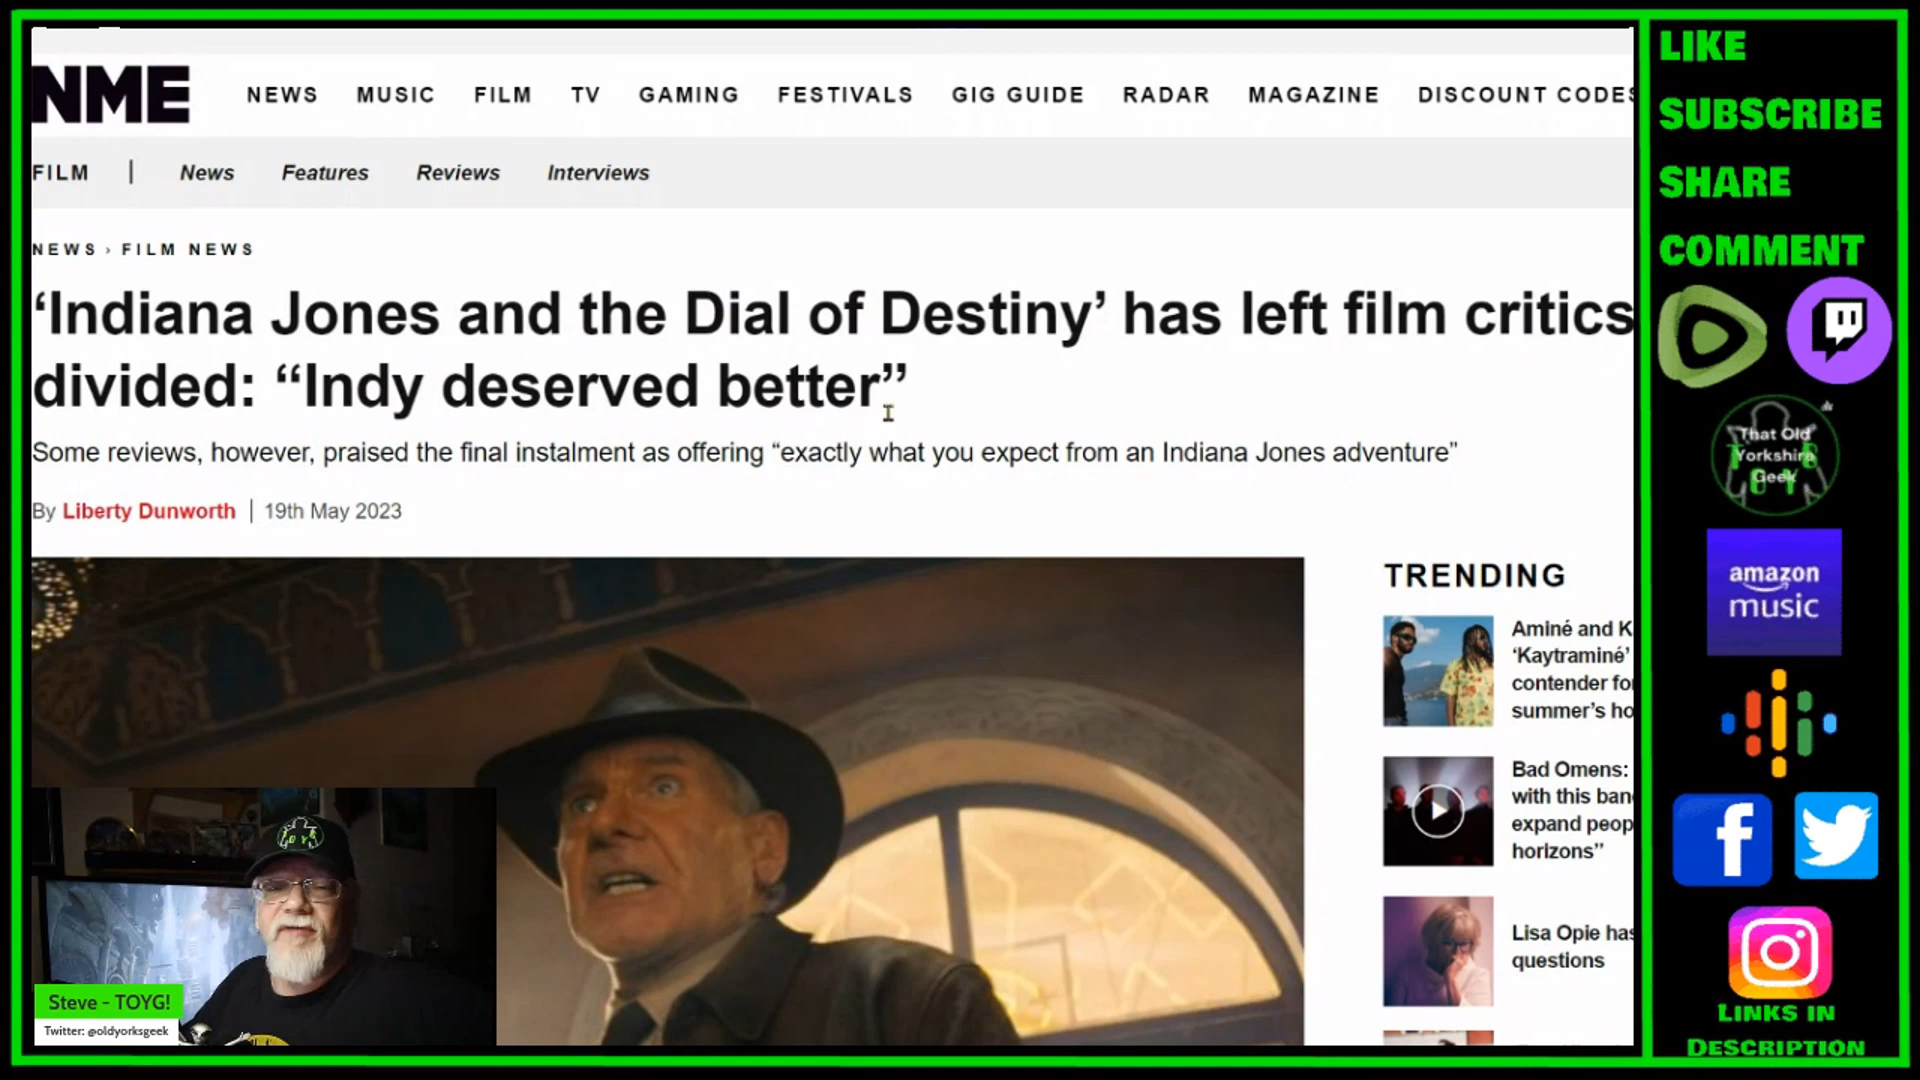 NME
NEWS MUSIC FILM TV GAMING FESTIVALS GIG GUIDE RADAR MAGAZINE DISCOUNT CODES
FILM | News Features Reviews Interviews
NEWS › FILM NEWS
‘Indiana Jones and the Dial of Destiny’ has left film critics
divided: “Indy deserved better”
Some reviews, however, praised the final instalment as offering “exactly what you expect from an Indiana Jones adventure”
By Liberty Dunworth | 19th May 2023
TRENDING
Aminé and K
‘Kaytraminé’
contender fo
summer’s ho
Bad Omens:
with this ban
expand peop
horizons”
Lisa Opie has
questions
Steve - TOYG!
Twitter: @oldyorksgeek
LIKE
SUBSCRIBE
SHARE
COMMENT
That Old
Yorkshire
Geek
amazon
music
LINKS IN
DESCRIPTION